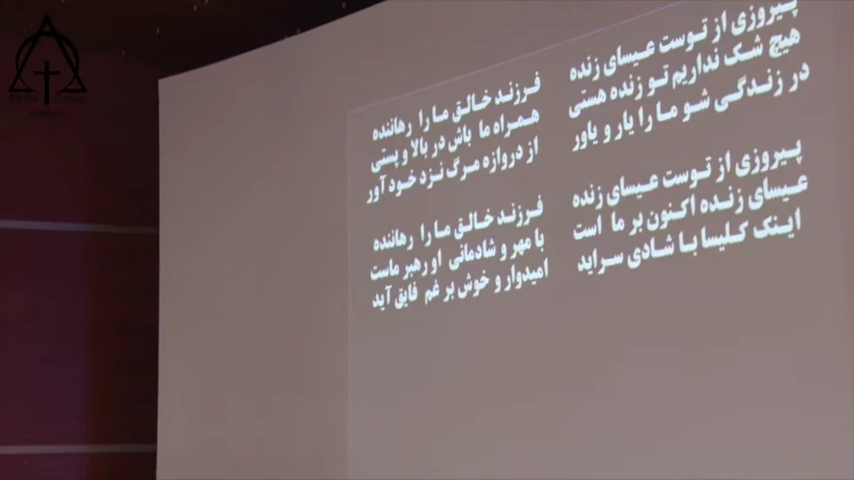 پیروزی از توست عیسای زنده فرزند خالق ما را رهاننده
هیچ شک نداریم تو زنده هستی همراه ما باش در بالا و پستی
در زندگی شو ما را یار و یاور از دروازه مرگ نزد خود آور
پیروزی از توست عیسای زنده فرزند خالق ما را رهاننده
عیسای زنده اکنون بر ما است با مهر و شادمانی او رهبر ماست
اینک کلیسا با شادی سراید امیدوار و خوش بر غم فایق آید